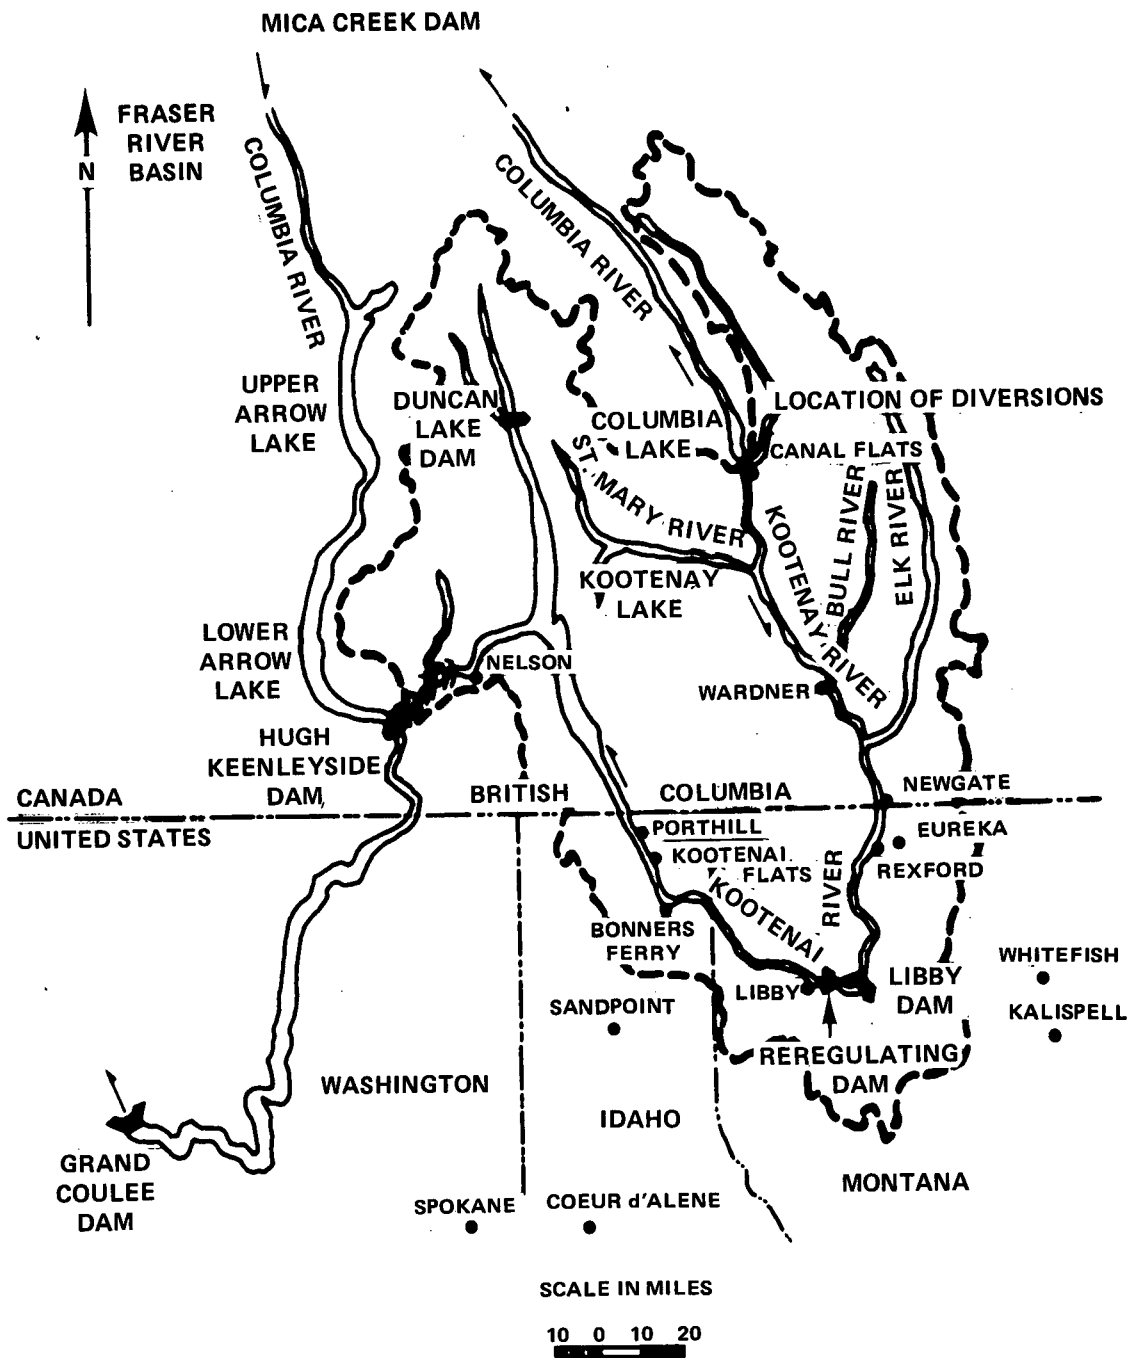 MICA CREEK DAM
N
FRASER
RIVER
BASIN
COLUMBIA RIVER
COLUMBIA RIVER
UPPER
ARROW
LAKE
DUNCAN
LAKE
DAM
COLUMBIA
LAKE
LOCATION OF DIVERSIONS
CANAL FLATS
ST. MARY RIVER
KOOTENAY RIVER
BULL RIVER
ELK RIVER
KOOTENAY
LAKE
LOWER
ARROW
LAKE
NELSON
WARDNER
HUGH
KEENLEYSIDE
DAM
CANADA
BRITISH
COLUMBIA
NEWGATE
UNITED STATES
PORTHILL
EUREKA
KOOTENAI
FLATS
REXFORD
KOOTENAI
RIVER
BONNERS
FERRY
WHITEFISH
LIBBY
LIBBY
DAM
SANDPOINT
KALISPELL
REREGULATING
DAM
WASHINGTON
IDAHO
GRAND
COULEE
DAM
MONTANA
SPOKANE
COEUR d'ALENE
SCALE IN MILES
10 0 10 20